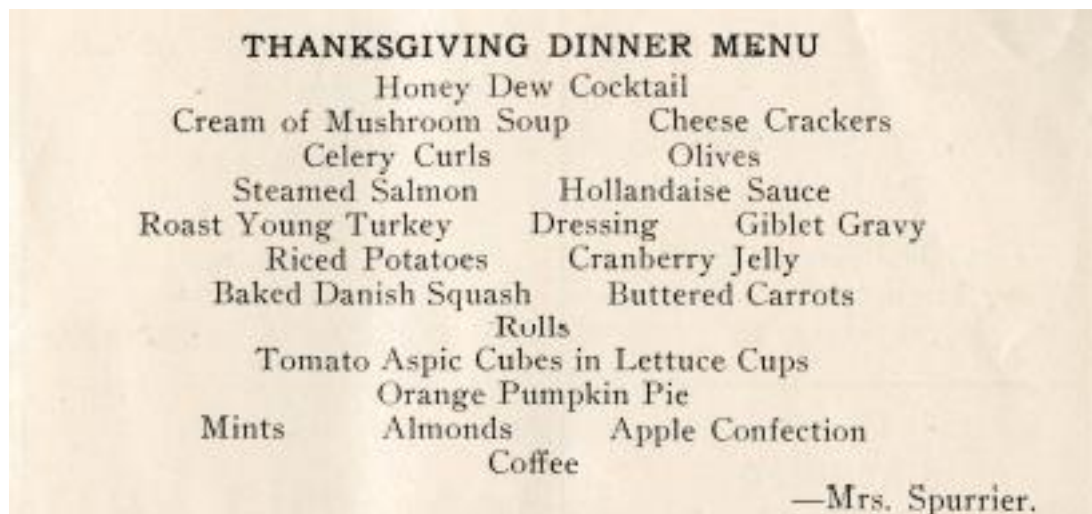 THANKSGIVING DINNER MENU
Honey Dew Cocktail
Cream of Mushroom Soup Cheese Crackers
Celery Curls Olives
Steamed Salmon Hollandaise Sauce
Roast Young Turkey Dressing Giblet Gravy
Riced Potatoes Cranberry Jelly
Baked Danish Squash Buttered Carrots
Rolls
Tomato Aspic Cubes in Lettuce Cups
Orange Pumpkin Pie
Mints Almonds Apple Confection
Coffee
—Mrs. Spurrier.